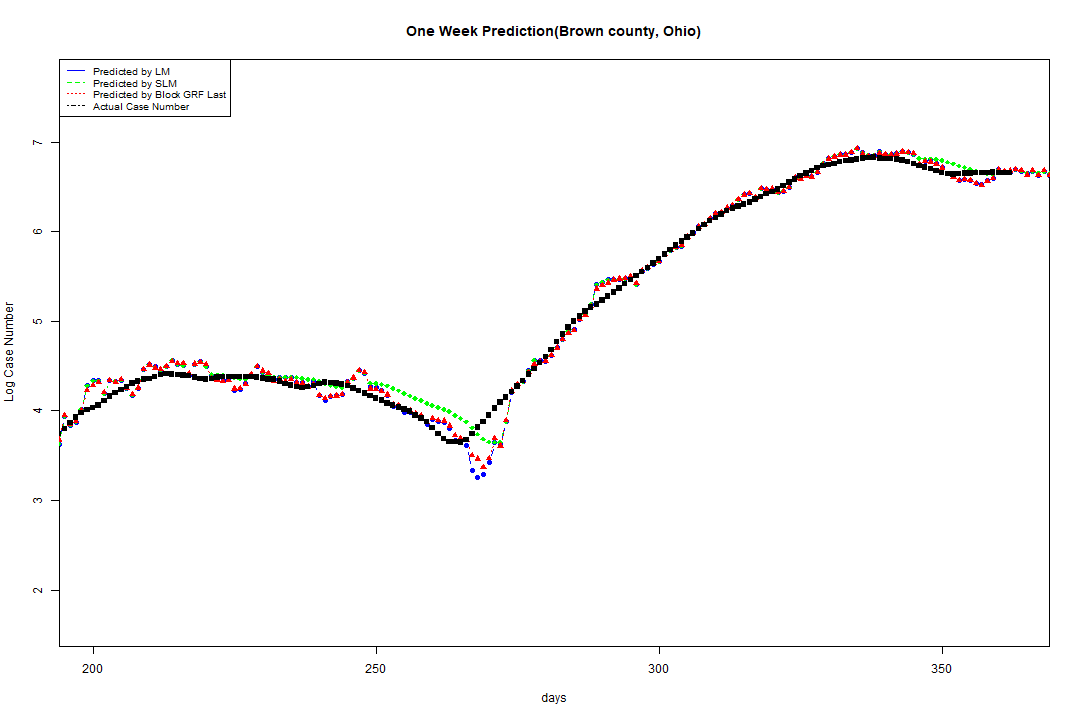 One Week Prediction(Brown county, Ohio)
Predicted by LM
Predicted by SLM
Predicted by Block GRF Last
Actual Case Number
Log Case Number
7
6
5
4
3
2
200
250
300
350
days